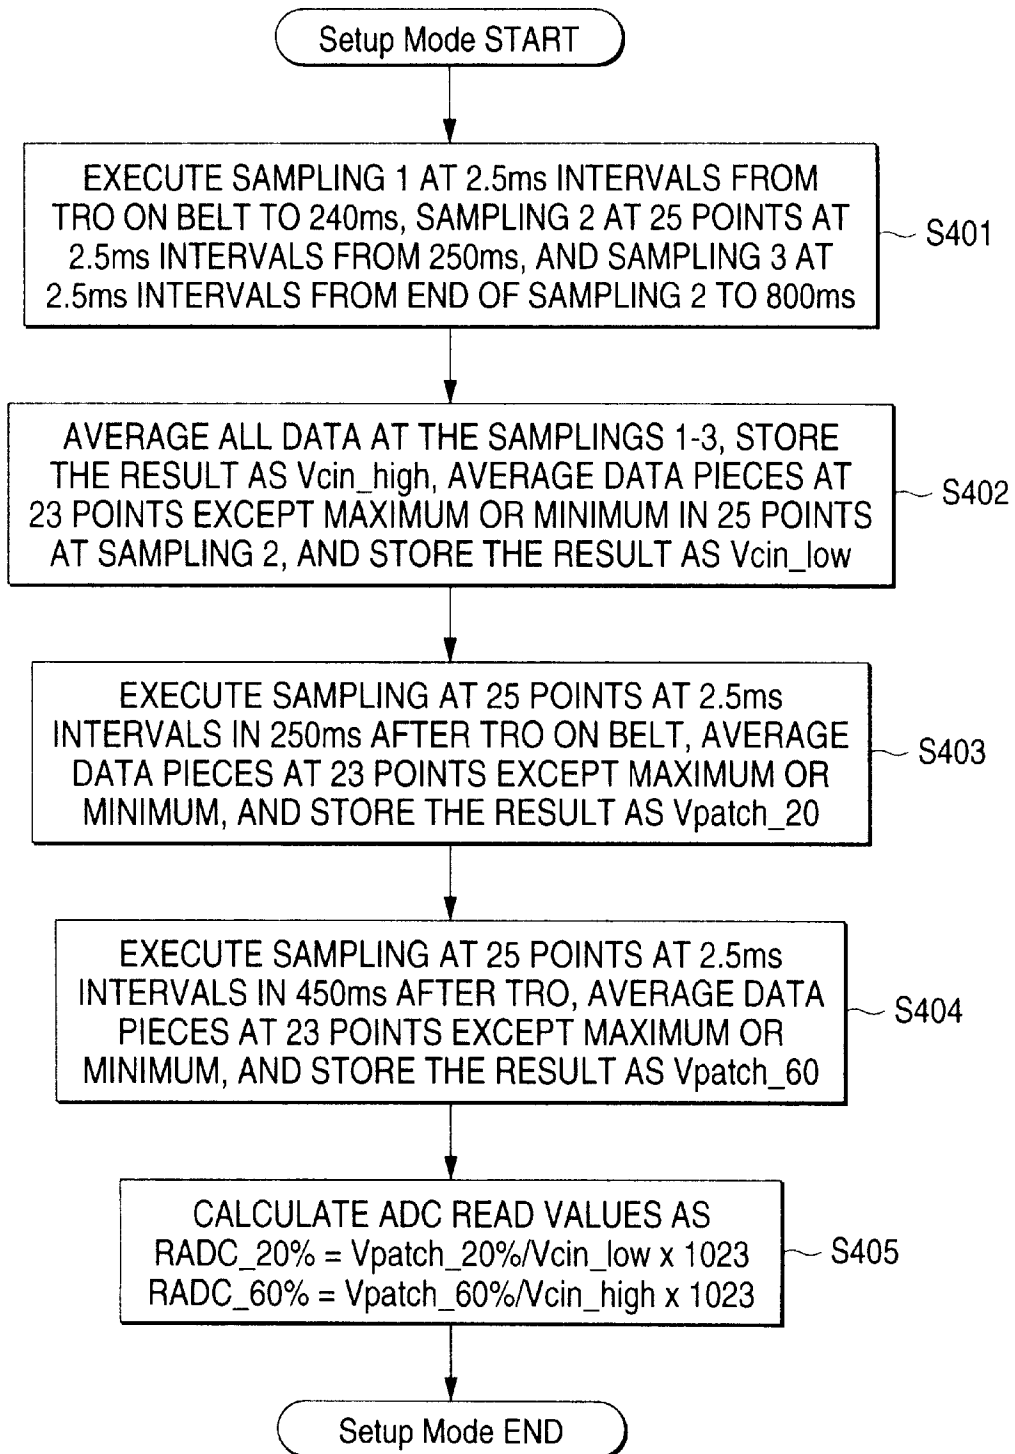 Setup Mode START
EXECUTE SAMPLING 1 AT 2.5ms INTERVALS FROM
TRO ON BELT TO 240ms, SAMPLING 2 AT 25 POINTS AT
2.5ms INTERVALS FROM 250ms, AND SAMPLING 3 AT
2.5ms INTERVALS FROM END OF SAMPLING 2 TO 800ms
S401
AVERAGE ALL DATA AT THE SAMPLINGS 1-3, STORE
THE RESULT AS Vcin_high, AVERAGE DATA PIECES AT
23 POINTS EXCEPT MAXIMUM OR MINIMUM IN 25 POINTS
AT SAMPLING 2, AND STORE THE RESULT AS Vcin_low
S402
EXECUTE SAMPLING AT 25 POINTS AT 2.5ms
INTERVALS IN 250ms AFTER TRO ON BELT, AVERAGE
DATA PIECES AT 23 POINTS EXCEPT MAXIMUM OR
MINIMUM, AND STORE THE RESULT AS Vpatch_20
S403
EXECUTE SAMPLING AT 25 POINTS AT 2.5ms
INTERVALS IN 450ms AFTER TRO, AVERAGE DATA
PIECES AT 23 POINTS EXCEPT MAXIMUM OR
MINIMUM, AND STORE THE RESULT AS Vpatch_60
S404
CALCULATE ADC READ VALUES AS
RADC_20% = Vpatch_20%/Vcin_low x 1023
RADC_60% = Vpatch_60%/Vcin_high x 1023
S405
Setup Mode END